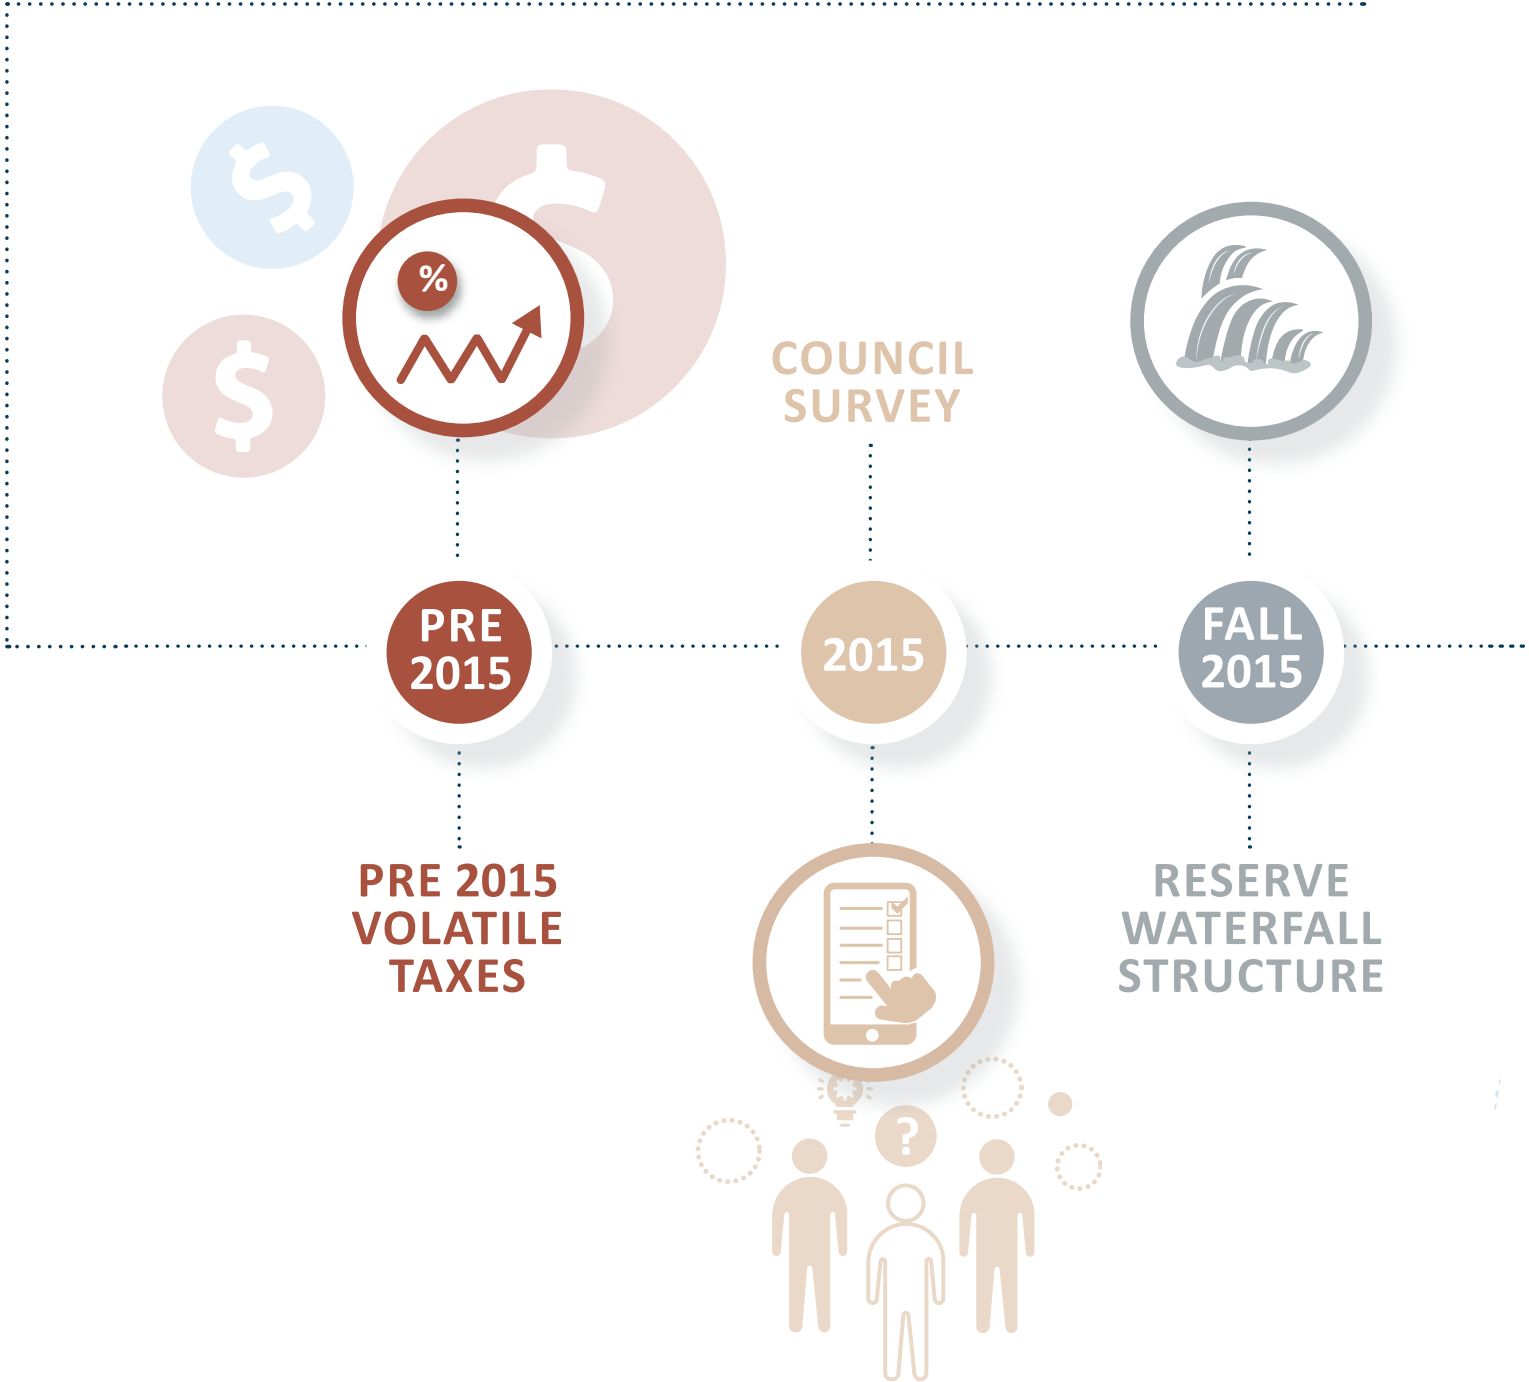 $
$
$
%
COUNCIL
SURVEY
PRE
2015
2015
FALL
2015
PRE 2015
VOLATILE
TAXES
RESERVE
WATERFALL
STRUCTURE
?